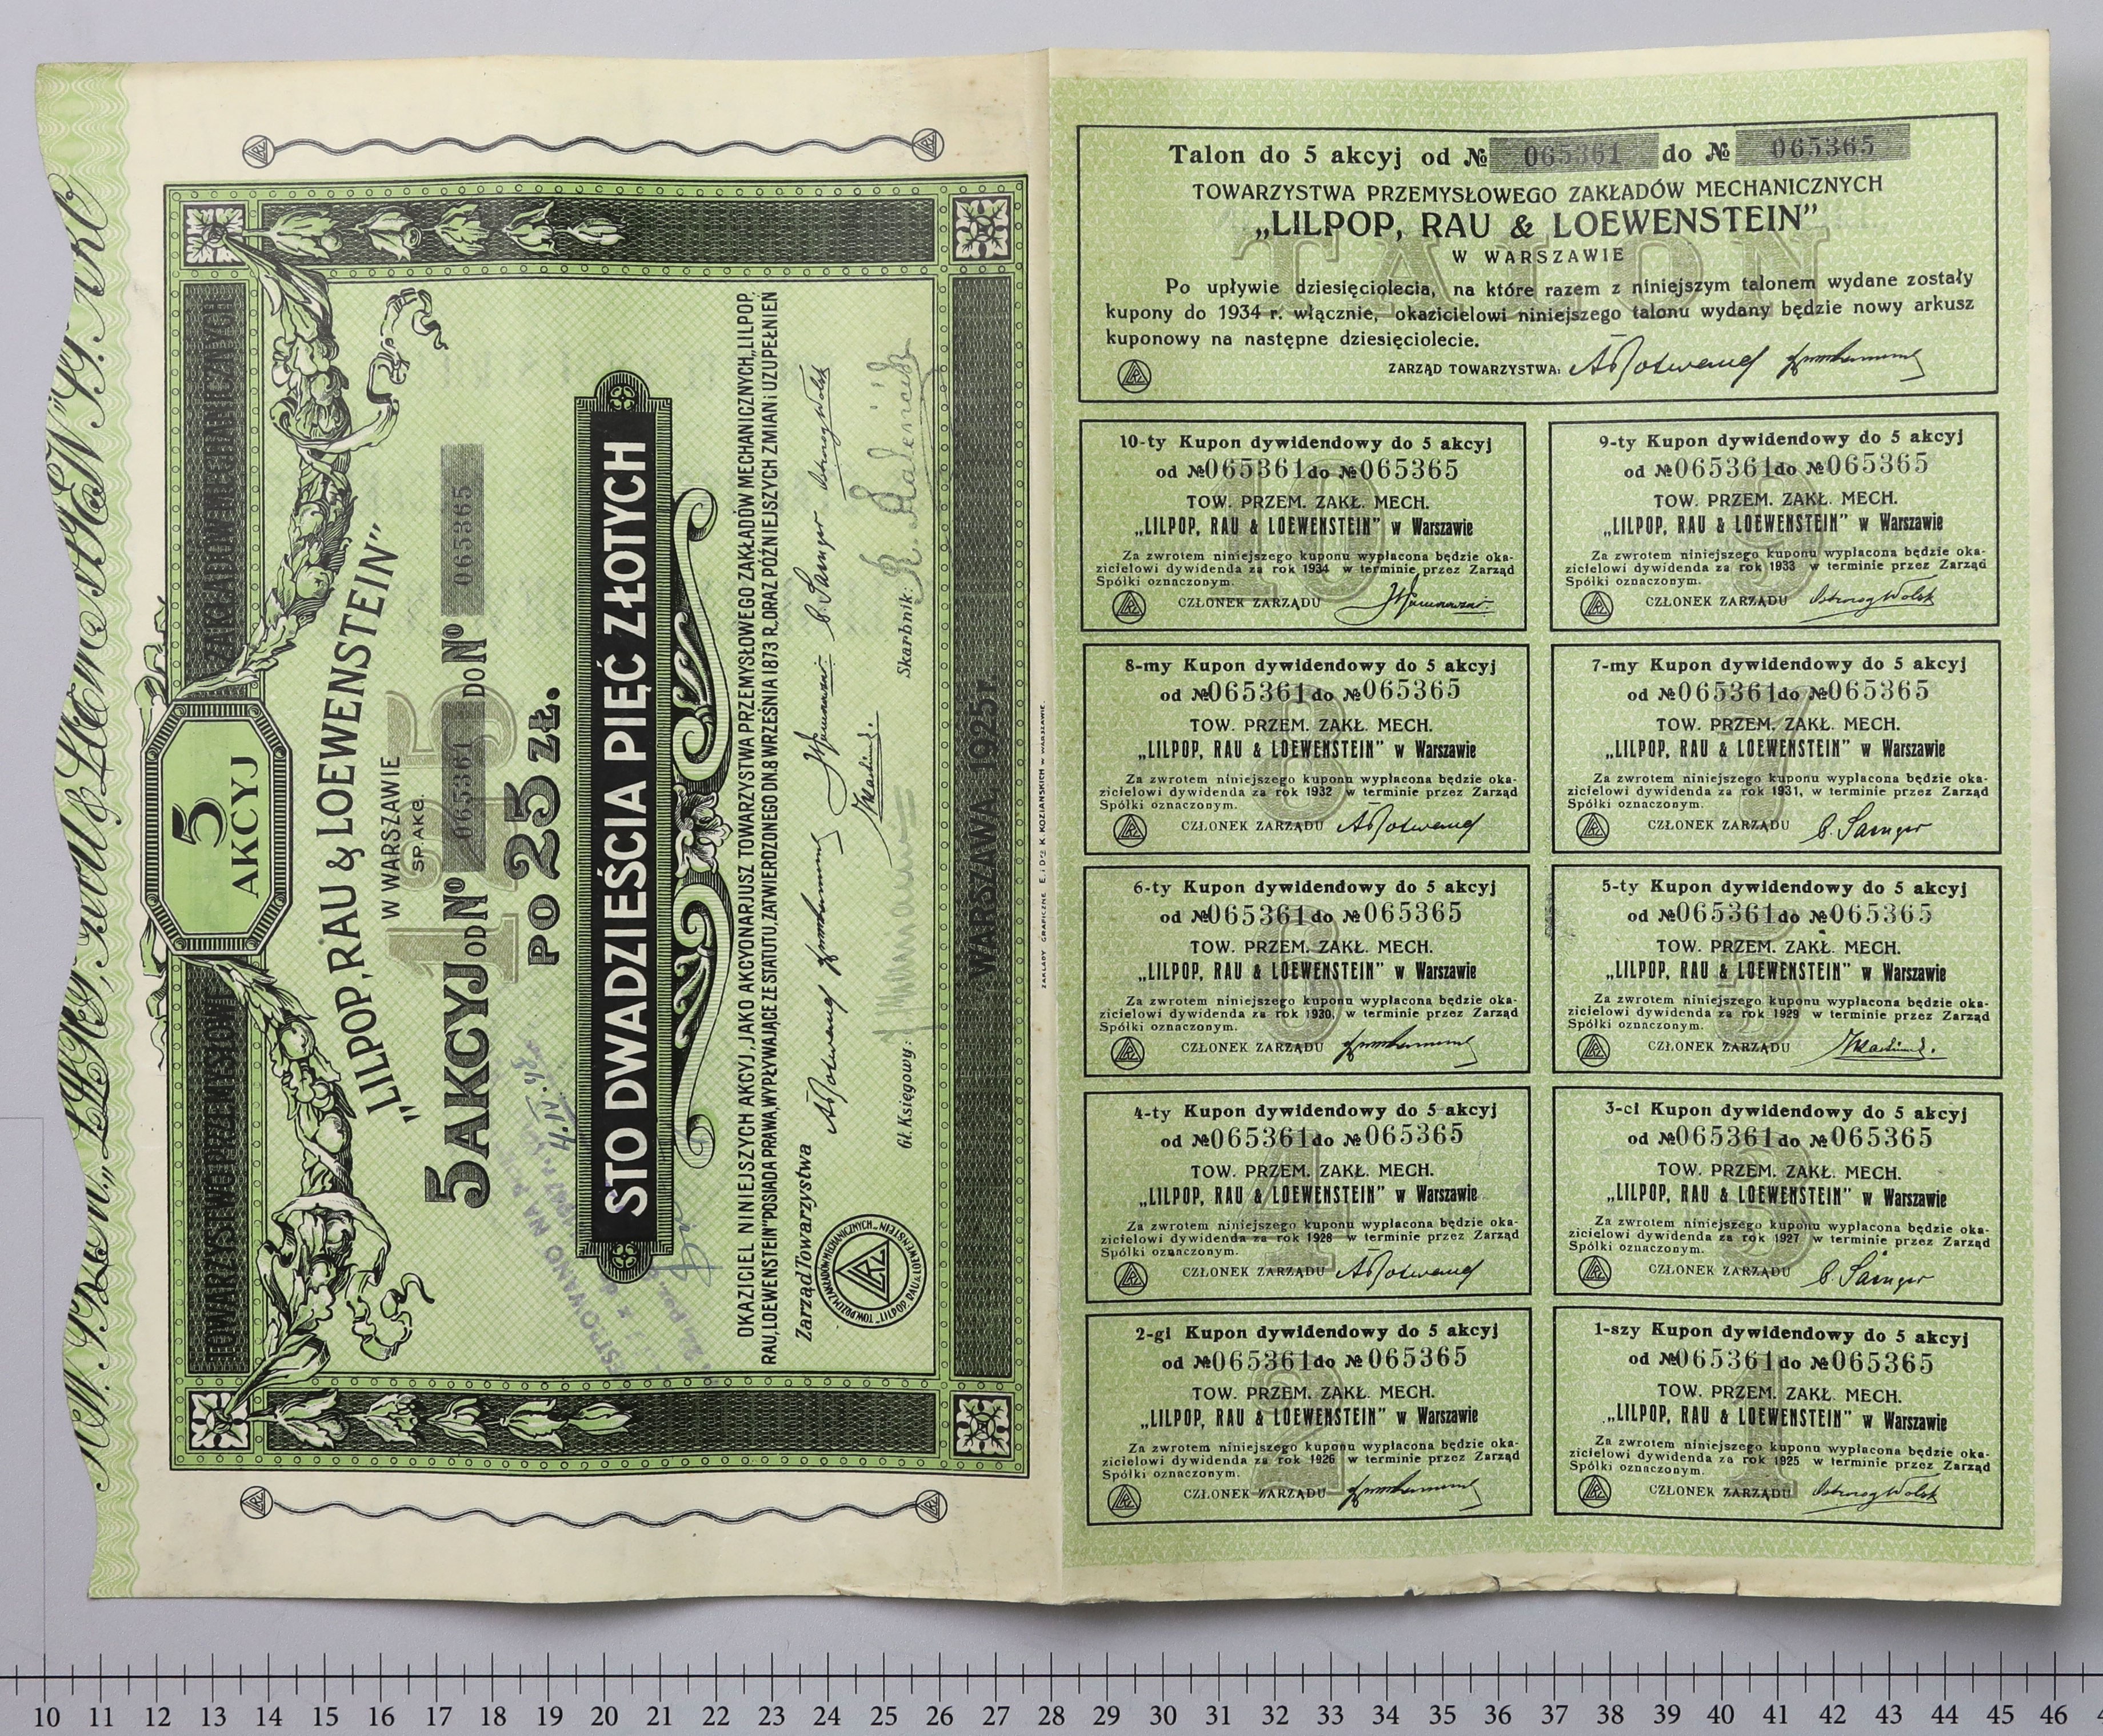 5
AKCYJ
TOWARZYSTWO PRZEMYSŁOWE
ZAKŁADÓW MECHANICZNYCH
„LILPOP, RAU & LOEWENSTEIN”
W WARSZAWIE
SP. AKC.
125
5 AKCYJ OD Nº 065361 DO Nº 065365
PO 25 ZŁ.
STO DWADZIEŚCIA PIĘĆ ZŁOTYCH
OKAZICIEL NINIEJSZYCH AKCYJ, JAKO AKCYONARJUSZ TOWARZYSTWA PRZEMYSŁOWEGO ZAKŁADÓW MECHANICZNYCH „LILPOP,
RAU, LOEWENSTEIN” POSIADA PRAWA, WYPŁYWAJĄCE ZE STATUTU, ZATWIERDZONEGO DN. 8 WRZEŚNIA 1873 R., ORAZ PÓŹNIEJSZYCH ZMIAN i UZUPEŁNIEN
Zarząd Towarzystwa
Gł. Księgowy:
Skarbnik:
WARSZAWA 1925 r.
ZAKŁADY GRAFICZNE E. i Dra K. KOZIAŃSKICH w WARSZAWIE.
4.IV.
Talon do 5 akcyj od № 065361 do № 065365
TOWARZYSTWA PRZEMYSŁOWEGO ZAKŁADÓW MECHANICZNYCH
„LILPOP, RAU & LOEWENSTEIN”
W WARSZAWIE
TALON
Po upływie dziesięciolecia, na które razem z niniejszym talonem wydane zostały
kupony do 1934 r. włącznie, okazicielowi niniejszego talonu wydany będzie nowy arkusz
kuponowy na następne dziesięciolecie.
ZARZĄD TOWARZYSTWA:
10-ty Kupon dywidendowy do 5 akcyj
od №065361 do №065365
TOW. PRZEM. ZAKŁ. MECH.
„LILPOP, RAU & LOEWENSTEIN” w Warszawie
Za zwrotem niniejszego kuponu wypłacona będzie oka-
zicielowi dywidenda za rok 1934 w terminie przez Zarząd
Spółki oznaczonym.
CZŁONEK ZARZĄDU
9-ty Kupon dywidendowy do 5 akcyj
od №065361 do №065365
TOW. PRZEM. ZAKŁ. MECH.
„LILPOP, RAU & LOEWENSTEIN” w Warszawie
Za zwrotem niniejszego kuponu wypłacona będzie oka-
zicielowi dywidenda za rok 1933 w terminie przez Zarząd
Spółki oznaczonym.
CZŁONEK ZARZĄDU
8-my Kupon dywidendowy do 5 akcyj
od №065361 do №065365
TOW. PRZEM. ZAKŁ. MECH.
„LILPOP, RAU & LOEWENSTEIN” w Warszawie
Za zwrotem niniejszego kuponu wypłacona będzie oka-
zicielowi dywidenda za rok 1932 w terminie przez Zarząd
Spółki oznaczonym.
CZŁONEK ZARZĄDU
7-my Kupon dywidendowy do 5 akcyj
od №065361 do №065365
TOW. PRZEM. ZAKŁ. MECH.
„LILPOP, RAU & LOEWENSTEIN” w Warszawie
Za zwrotem niniejszego kuponu wypłacona będzie oka-
zicielowi dywidenda za rok 1931, w terminie przez Zarząd
Spółki oznaczonym.
CZŁONEK ZARZĄDU
6-ty Kupon dywidendowy do 5 akcyj
od №065361 do №065365
TOW. PRZEM. ZAKŁ. MECH.
„LILPOP, RAU & LOEWENSTEIN” w Warszawie
Za zwrotem niniejszego kuponu wypłacona będzie oka-
zicielowi dywidenda za rok 1930, w terminie przez Zarząd
Spółki oznaczonym.
CZŁONEK ZARZĄDU
5-ty Kupon dywidendowy do 5 akcyj
od №065361 do №065365
TOW. PRZEM. ZAKŁ. MECH.
„LILPOP, RAU & LOEWENSTEIN” w Warszawie
Za zwrotem niniejszego kuponu wypłacona będzie oka-
zicielowi dywidenda za rok 1929 w terminie przez Zarząd
Spółki oznaczonym.
CZŁONEK ZARZĄDU
4-ty Kupon dywidendowy do 5 akcyj
od №065361 do №065365
TOW. PRZEM. ZAKŁ. MECH.
„LILPOP, RAU & LOEWENSTEIN” w Warszawie
Za zwrotem niniejszego kuponu wypłacona będzie oka-
zicielowi dywidenda za rok 1928 w terminie przez Zarząd
Spółki oznaczonym.
CZŁONEK ZARZĄDU
3-ci Kupon dywidendowy do 5 akcyj
od №065361 do №065365
TOW. PRZEM. ZAKŁ. MECH.
„LILPOP, RAU & LOEWENSTEIN” w Warszawie
Za zwrotem niniejszego kuponu wypłacona będzie oka-
zicielowi dywidenda za rok 1927 w terminie przez Zarząd
Spółki oznaczonym.
CZŁONEK ZARZĄDU
2-gi Kupon dywidendowy do 5 akcyj
od №065361 do №065365
TOW. PRZEM. ZAKŁ. MECH.
„LILPOP, RAU & LOEWENSTEIN” w Warszawie
Za zwrotem niniejszego kuponu wypłacona będzie oka-
zicielowi dywidenda za rok 1926 w terminie przez Zarząd
Spółki oznaczonym.
CZŁONEK ZARZĄDU
1-szy Kupon dywidendowy do 5 akcyj
od №065361 do №065365
TOW. PRZEM. ZAKŁ. MECH.
„LILPOP, RAU & LOEWENSTEIN” w Warszawie
Za zwrotem niniejszego kuponu wypłacona będzie oka-
zicielowi dywidenda za rok 1925 w terminie przez Zarząd
Spółki oznaczonym.
CZŁONEK ZARZĄDU
10 11 12 13 14 15 16 17 18 19 20 21 22 23 24 25 26 27 28 29 30 31 32 33 34 35 36 37 38 39 40 41 42 43 44 45 46